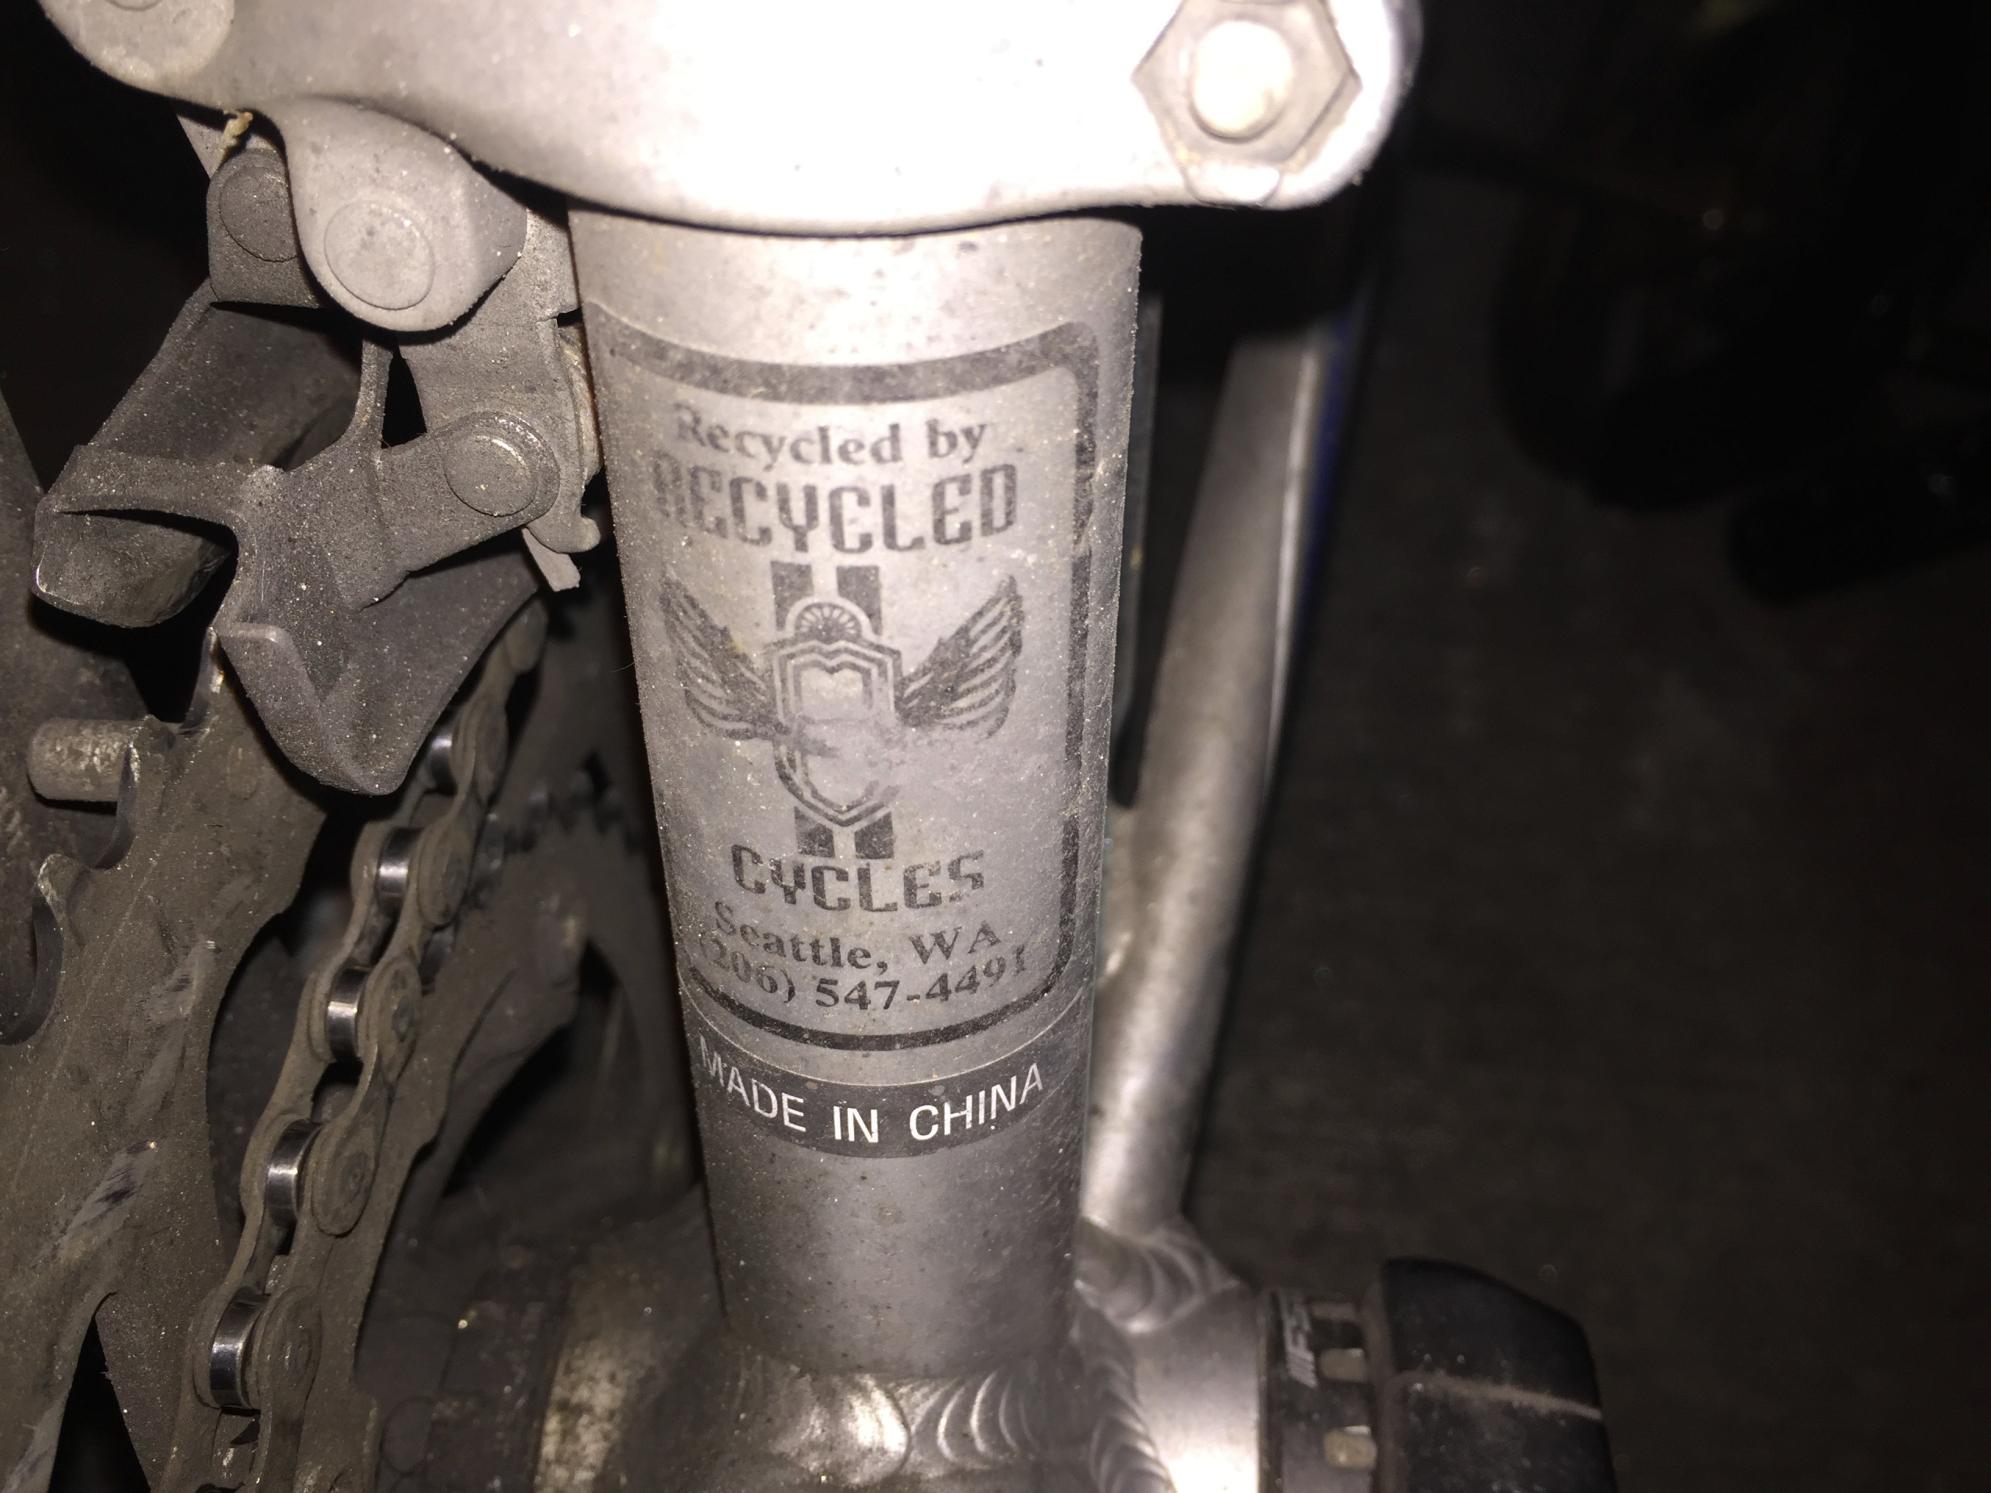 Recycled by
RECYCLED
CYCLES
Seattle, WA
(206) 547-4491
MADE IN CHINA